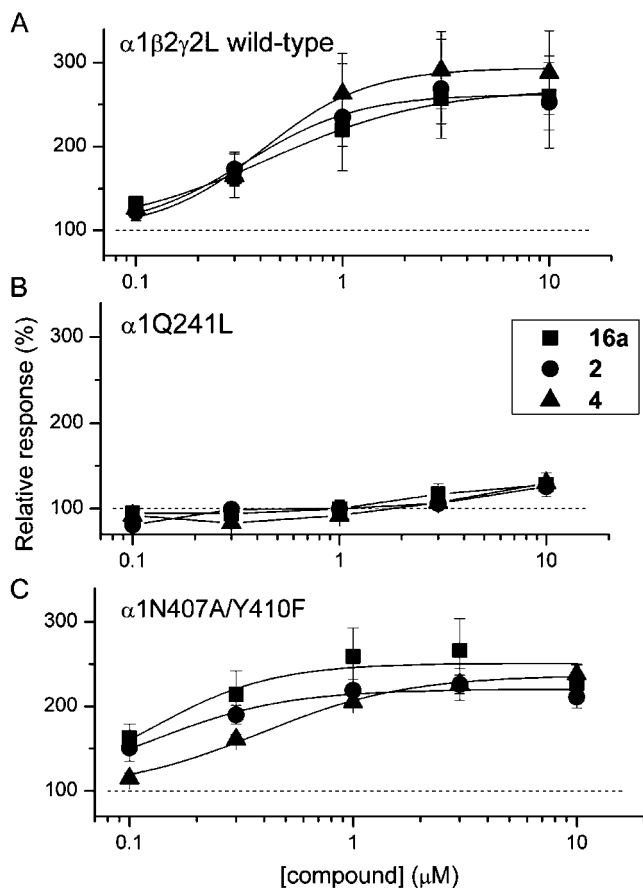 A
α1β2γ2L wild-type
300
200
100
0.1
1
10
B
α1Q241L
300
200
100
0.1
1
10
16a
2
4
Relative response (%)
C
α1N407A/Y410F
300
200
100
0.1
1
10
[compound] (μM)